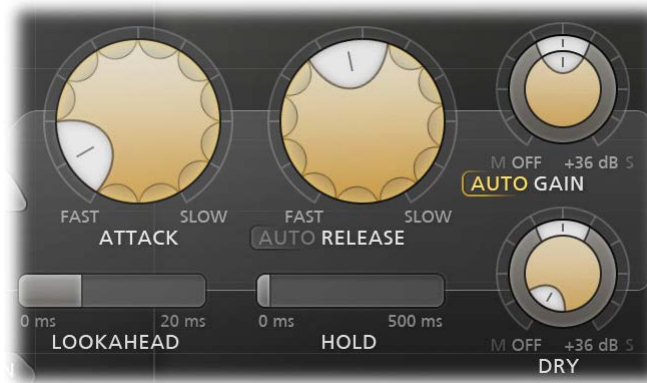 M OFF +36 dB S
AUTO GAIN
FAST SLOW
ATTACK
FAST SLOW
AUTO RELEASE
0 ms 20 ms
LOOKAHEAD
0 ms 500 ms
HOLD
M OFF +36 dB S
DRY